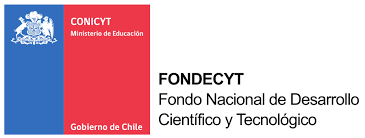 CONICYT
Ministerio de Educación
Gobierno de Chile
FONDECYT
Fondo Nacional de Desarrollo
Científico y Tecnológico